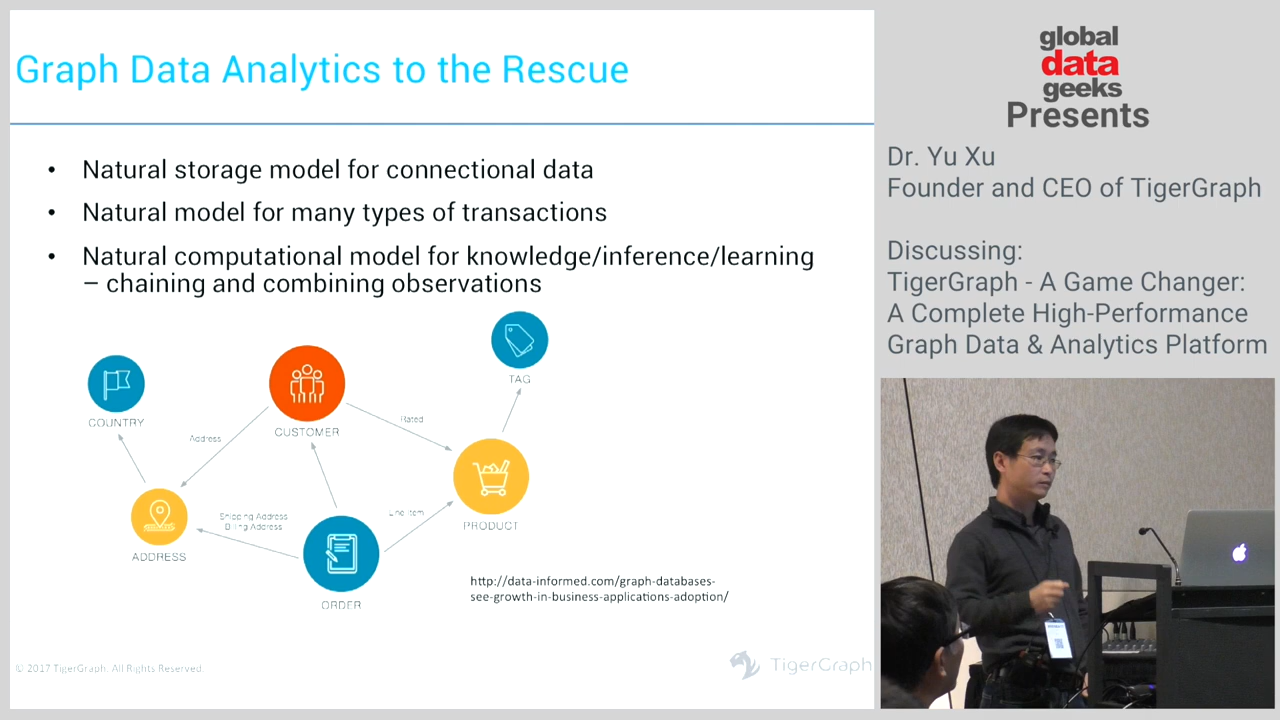 Graph Data Analytics to the Rescue
• Natural storage model for connectional data
• Natural model for many types of transactions
• Natural computational model for knowledge/inference/learning
– chaining and combining observations
COUNTRY
CUSTOMER
TAG
Address
Rated
ADDRESS
Shipping Address
Billing Address
Line Item
PRODUCT
ORDER
http://data-informed.com/graph-databases-
see-growth-in-business-applications-adoption/
© 2017 TigerGraph. All Rights Reserved.
TigerGraph
global
data
geeks
Presents
Dr. Yu Xu
Founder and CEO of TigerGraph
Discussing:
TigerGraph - A Game Changer:
A Complete High-Performance
Graph Data & Analytics Platform